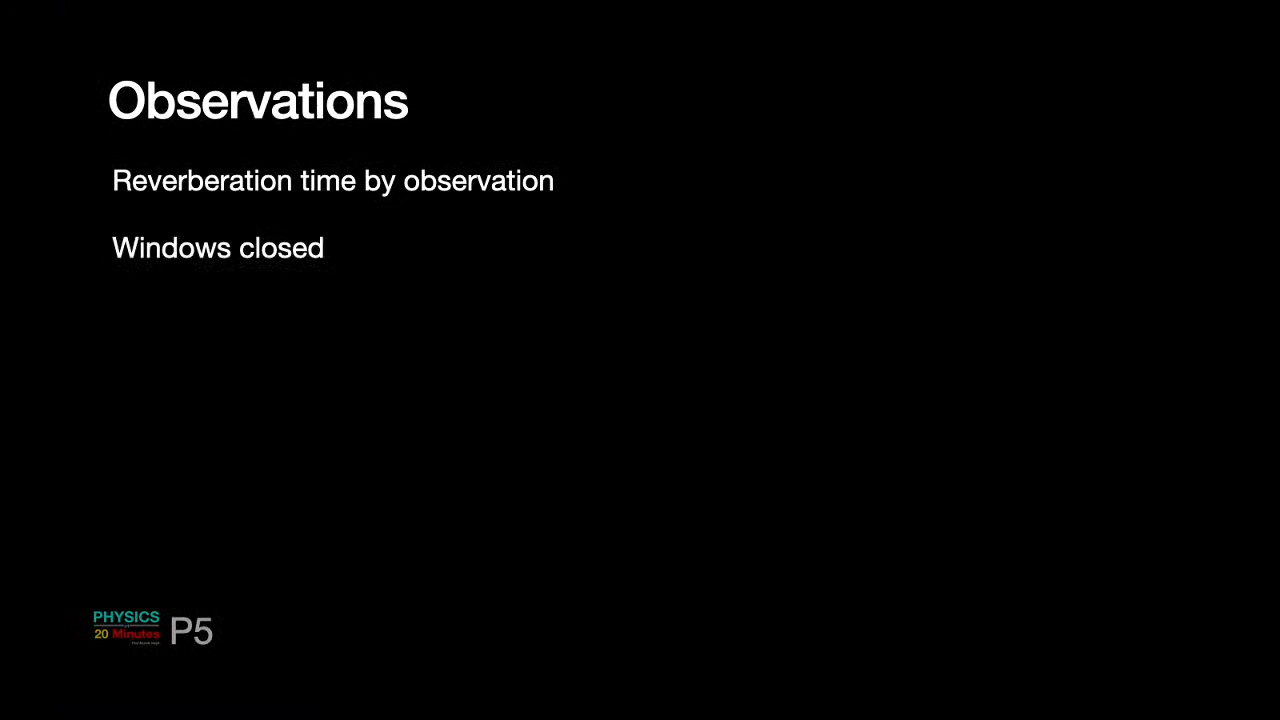 Observations
Reverberation time by observation
Windows closed
PHYSICS
20 Minutes
P5